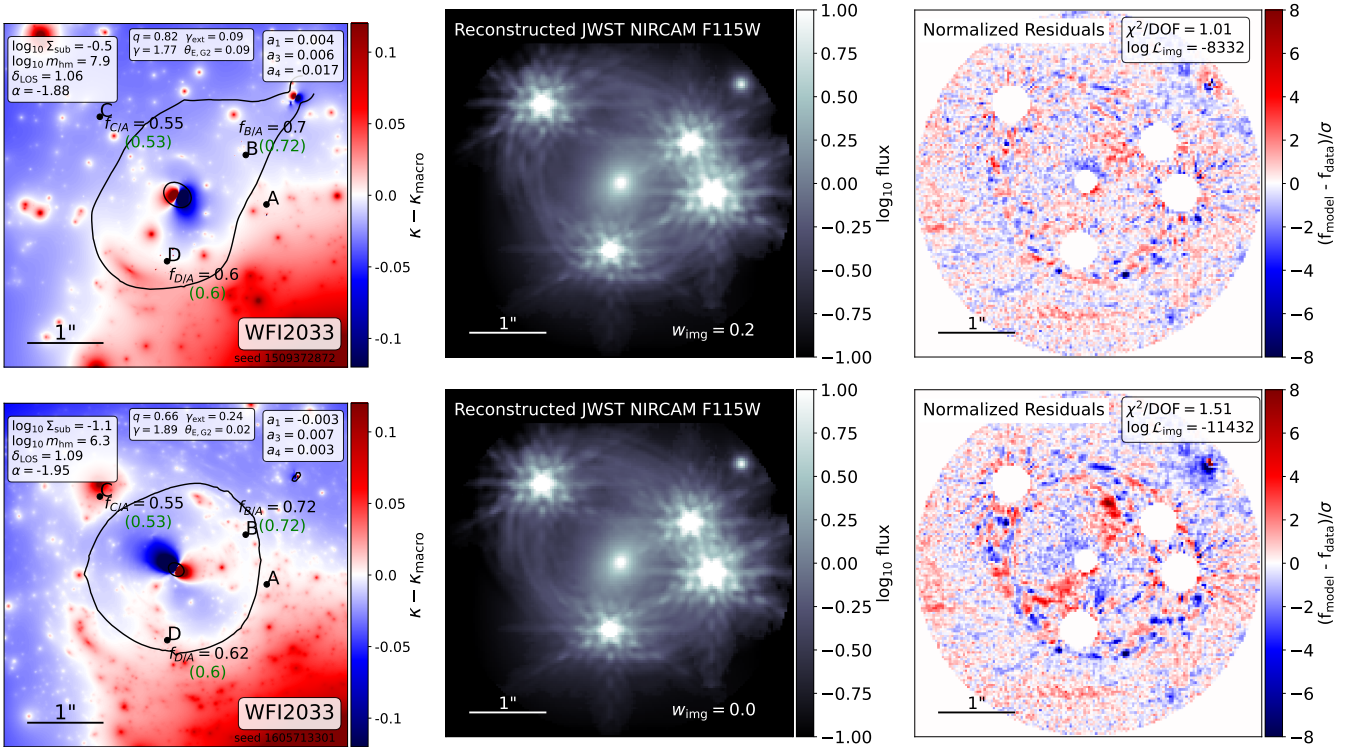 log₁₀ Σsub = -0.5
log₁₀ mhm = 7.9
δLOS = 1.06
α = -1.88
q = 0.82 γext = 0.09
γ = 1.77 θE,G2 = 0.09
a₁ = 0.004
a₃ = 0.006
a₄ = -0.017
C
fC/A = 0.55
(0.53)
fB/A = 0.7
(0.72)
B
A
D
fD/A = 0.6
(0.6)
1"
WFI2033
seed 1509372872
0.10
0.05
0.0
-0.05
-0.1
κ − κmacro
Reconstructed JWST NIRCAM F115W
1"
wimg = 0.2
1.00
0.75
0.50
0.25
0.00
−0.25
−0.50
−0.75
−1.00
log₁₀ flux
Normalized Residuals
χ²/DOF = 1.01
log ℒimg = -8332
1"
8
6
4
2
0
−2
−4
−6
−8
(fmodel - fdata)/σ
log₁₀ Σsub = -1.1
log₁₀ mhm = 6.3
δLOS = 1.09
α = -1.95
q = 0.66 γext = 0.24
γ = 1.89 θE,G2 = 0.02
a₁ = -0.003
a₃ = 0.007
a₄ = 0.003
C
fC/A = 0.55
(0.53)
fB/A = 0.72
(0.72)
B
A
D
fD/A = 0.62
(0.6)
1"
WFI2033
seed 1605713301
0.10
0.05
0.0
-0.05
-0.1
κ − κmacro
Reconstructed JWST NIRCAM F115W
1"
wimg = 0.0
1.00
0.75
0.50
0.25
0.00
−0.25
−0.50
−0.75
−1.00
log₁₀ flux
Normalized Residuals
χ²/DOF = 1.51
log ℒimg = -11432
1"
8
6
4
2
0
−2
−4
−6
−8
(fmodel - fdata)/σ